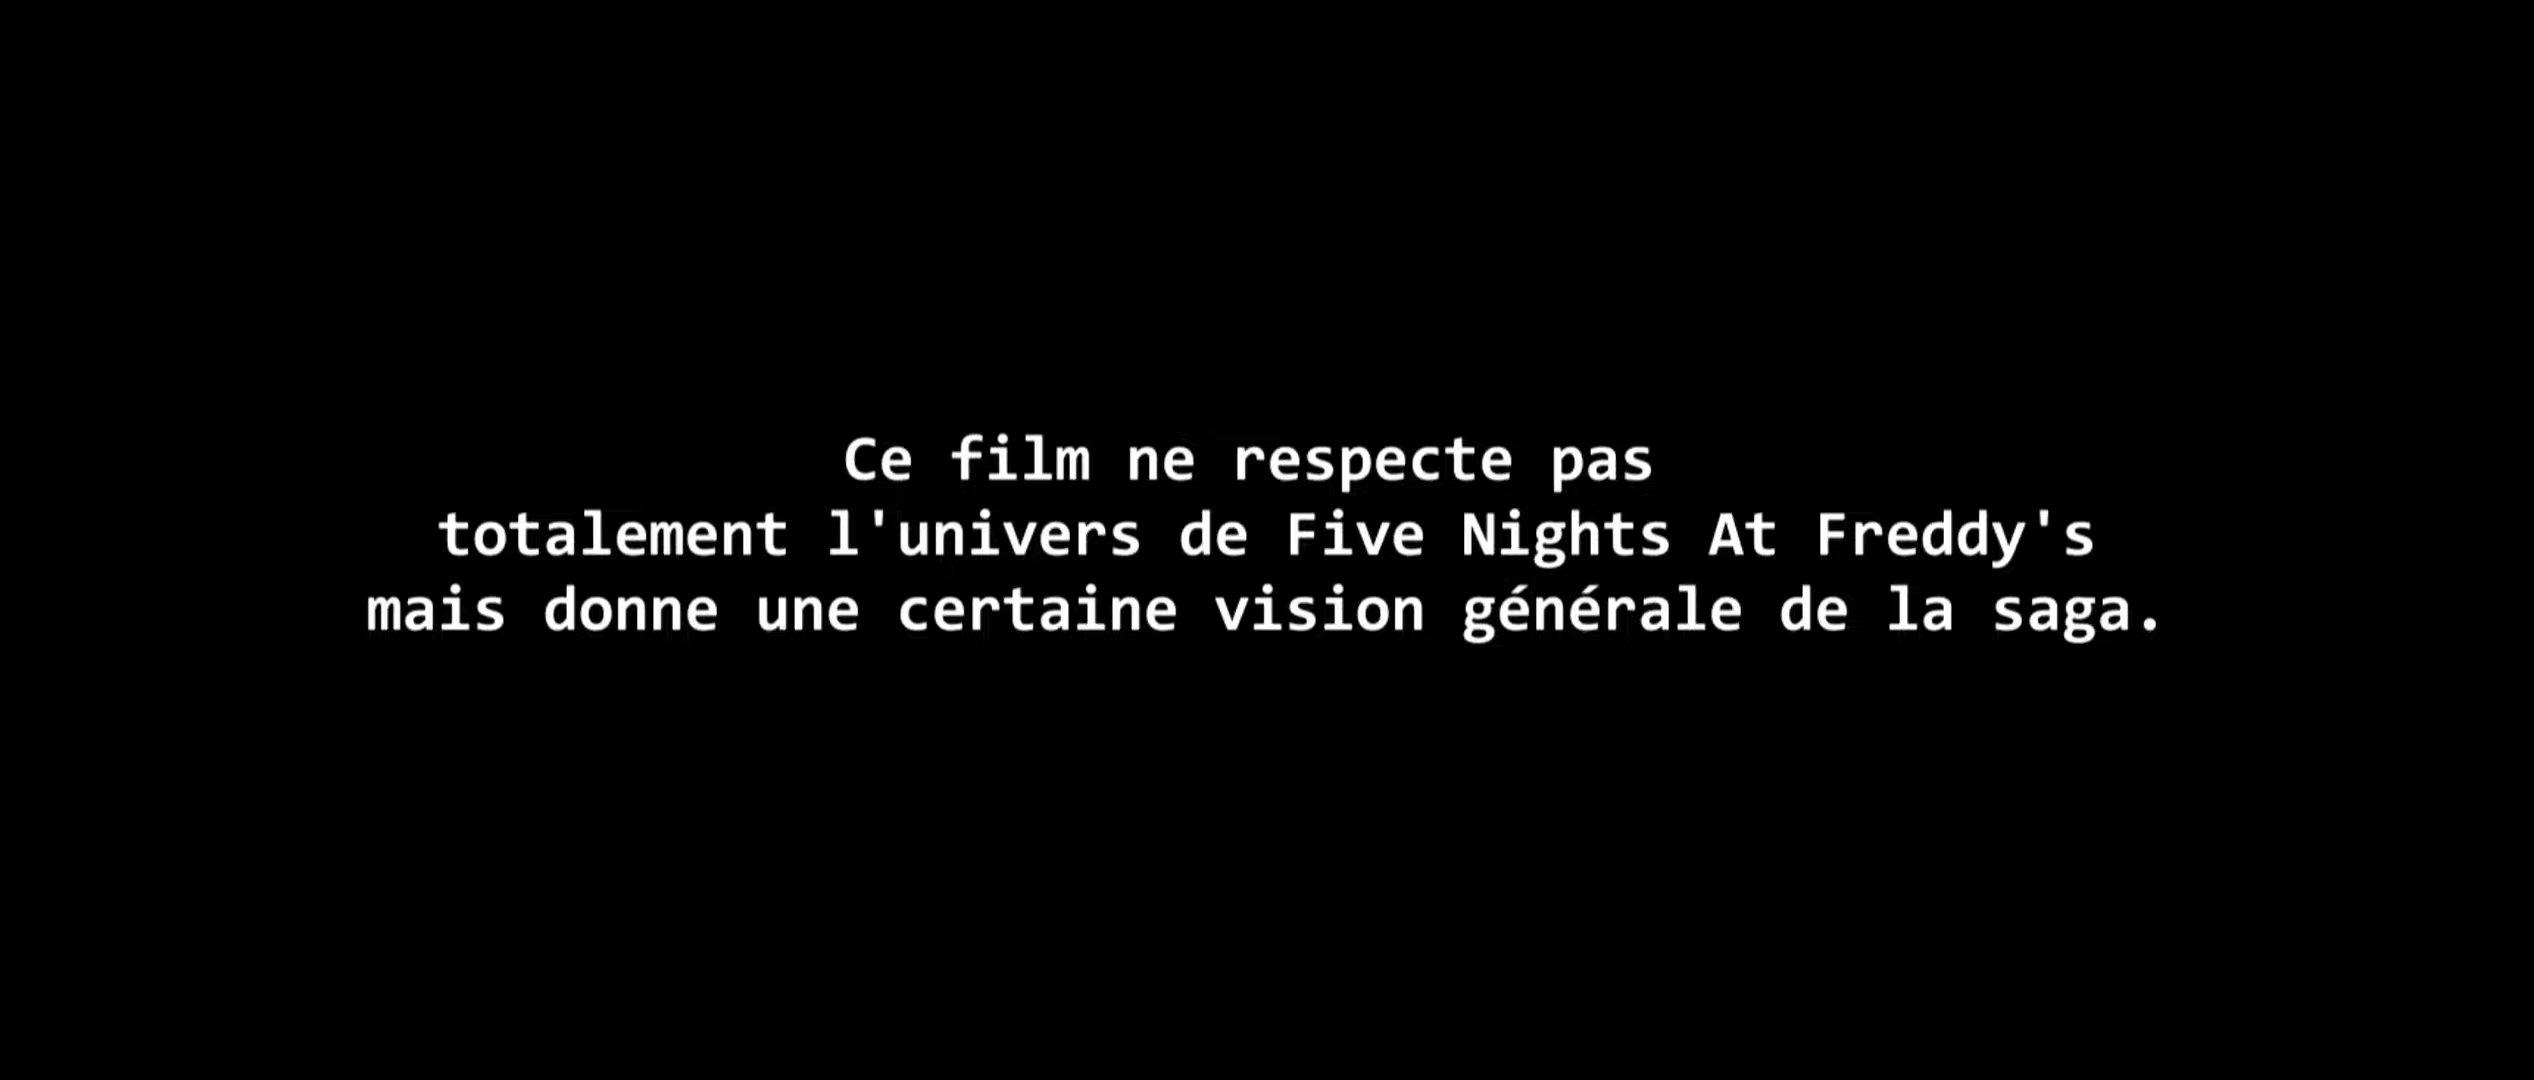 Ce film ne respecte pas
totalement l'univers de Five Nights At Freddy's
mais donne une certaine vision générale de la saga.